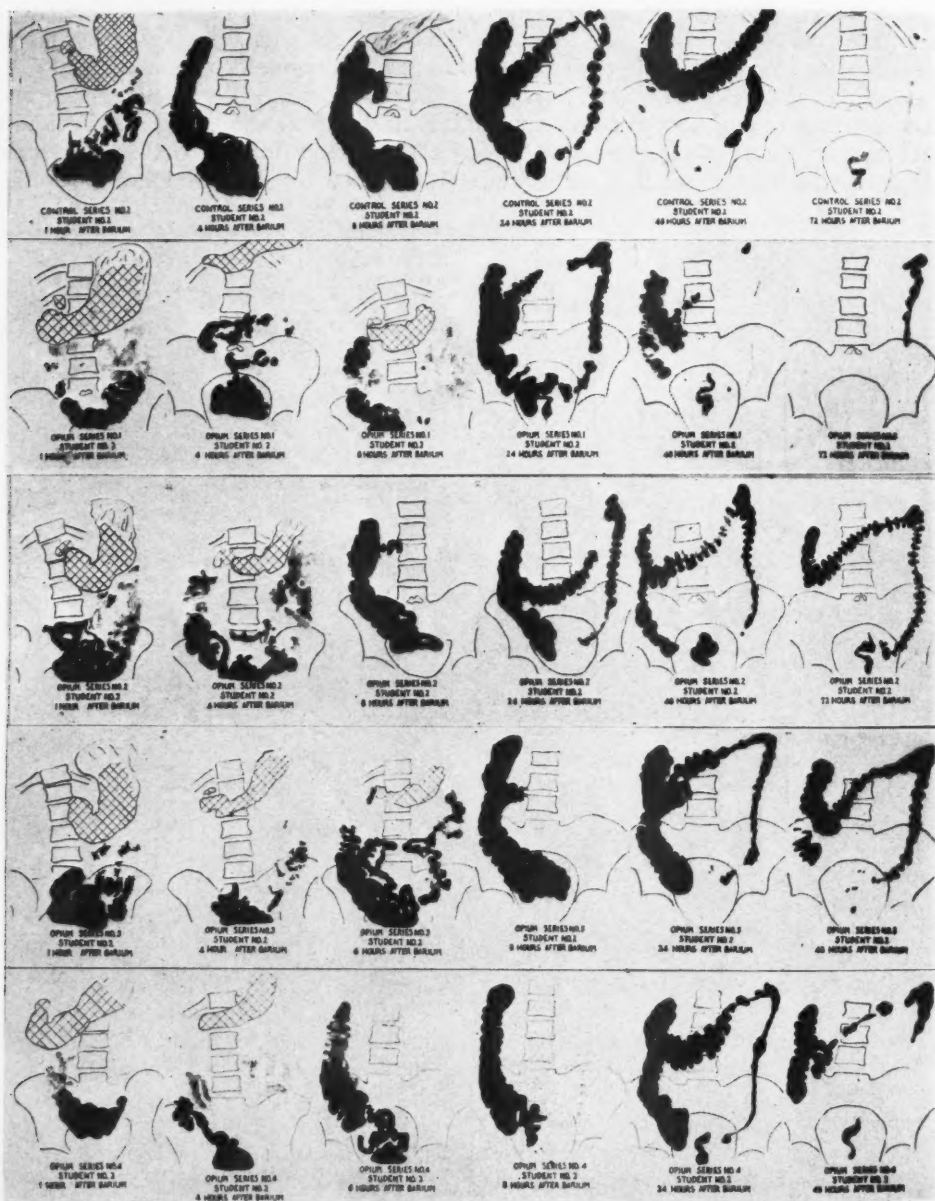 CONTROL SERIES NO.2
STUDENT NO.2
1 HOUR AFTER BARIUM
CONTROL SERIES NO.2
STUDENT NO.2
4 HOURS AFTER BARIUM
CONTROL SERIES NO.2
STUDENT NO.2
8 HOURS AFTER BARIUM
CONTROL SERIES NO.2
STUDENT NO.2
24 HOURS AFTER BARIUM
CONTROL SERIES NO.2
STUDENT NO.2
48 HOURS AFTER BARIUM
CONTROL SERIES NO.2
STUDENT NO.2
72 HOURS AFTER BARIUM
OPIUM SERIES NO.1
STUDENT NO.2
HOURS AFTER BARIUM
OPIUM SERIES NO.1
STUDENT NO.2
HOURS AFTER BARIUM
OPIUM SERIES NO.1
STUDENT NO.2
HOURS AFTER BARIUM
OPIUM SERIES NO.1
STUDENT NO.2
24 HOURS AFTER BARIUM
OPIUM SERIES NO.1
STUDENT NO.2
48 HOURS AFTER BARIUM
OPIUM
STUDENT
72 HOURS AFTER BARIUM
OPIUM SERIES NO.2
STUDENT NO.2
1 HOUR AFTER BARIUM
OPIUM SERIES NO.2
STUDENT NO.2
HOURS AFTER BARIUM
OPIUM SERIES NO.2
STUDENT NO.2
8 HOURS AFTER BARIUM
OPIUM SERIES NO.2
STUDENT NO.2
24 HOURS AFTER BARIUM
OPIUM SERIES NO.2
STUDENT NO.2
48 HOURS AFTER BARIUM
OPIUM SERIES NO.2
STUDENT NO.2
72 HOURS AFTER BARIUM
OPIUM SERIES NO.3
STUDENT NO.2
1 HOUR AFTER BARIUM
OPIUM SERIES NO.3
STUDENT NO.2
4 HOURS AFTER BARIUM
OPIUM SERIES NO.3
STUDENT NO.2
6 HOURS AFTER BARIUM
OPIUM SERIES NO.3
STUDENT NO.2
HOURS AFTER BARIUM
OPIUM SERIES NO.3
STUDENT NO.2
24 HOURS AFTER BARIUM
OPIUM SERIES NO.3
STUDENT NO.2
48 HOURS AFTER BARIUM
OPIUM SERIES NO.4
STUDENT NO.2
1 HOUR AFTER BARIUM
OPIUM SERIES NO.4
STUDENT NO.2
4 HOURS AFTER BARIUM
OPIUM SERIES NO.4
STUDENT NO.2
6 HOURS AFTER BARIUM
OPIUM SERIES NO.4
STUDENT NO.2
8 HOURS AFTER BARIUM
OPIUM SERIES NO.4
STUDENT NO.2
24 HOURS AFTER BARIUM
OPIUM SERIES
STUDENT NO.2
48 HOURS AFTER BARIUM